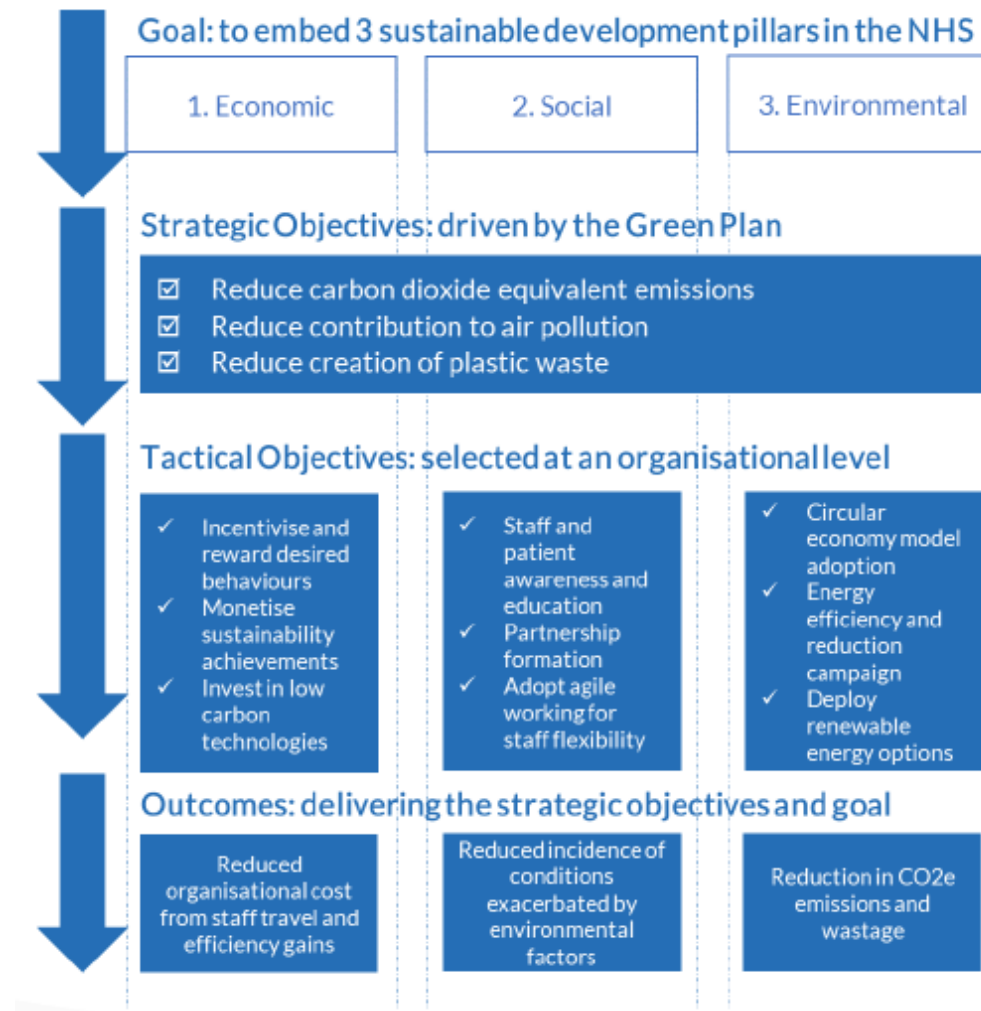 Goal: to embed 3 sustainable development pillars in the NHS
1. Economic
2. Social
3. Environmental
Strategic Objectives: driven by the Green Plan
Reduce carbon dioxide equivalent emissions
Reduce contribution to air pollution
Reduce creation of plastic waste
Tactical Objectives: selected at an organisational level
Incentivise and
reward desired
behaviours
Monetise
sustainability
achievements
Invest in low
carbon
technologies
Staff and
patient
awareness and
education
Partnership
formation
Adopt agile
working for
staff flexibility
Circular
economy model
adoption
Energy
efficiency and
reduction
campaign
Deploy
renewable
energy options
Outcomes: delivering the strategic objectives and goal
Reduced
organisational cost
from staff travel and
efficiency gains
Reduced incidence of
conditions
exacerbated by
environmental
factors
Reduction in CO2e
emissions and
wastage